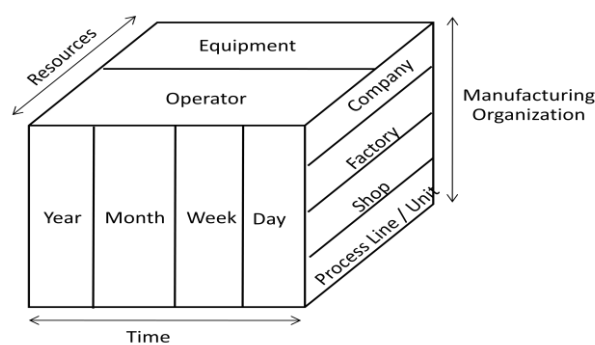 Resources
Equipment
Operator
Company
Factory
Shop
Process Line / Unit
Manufacturing
Organization
Year
Month
Week
Day
Time